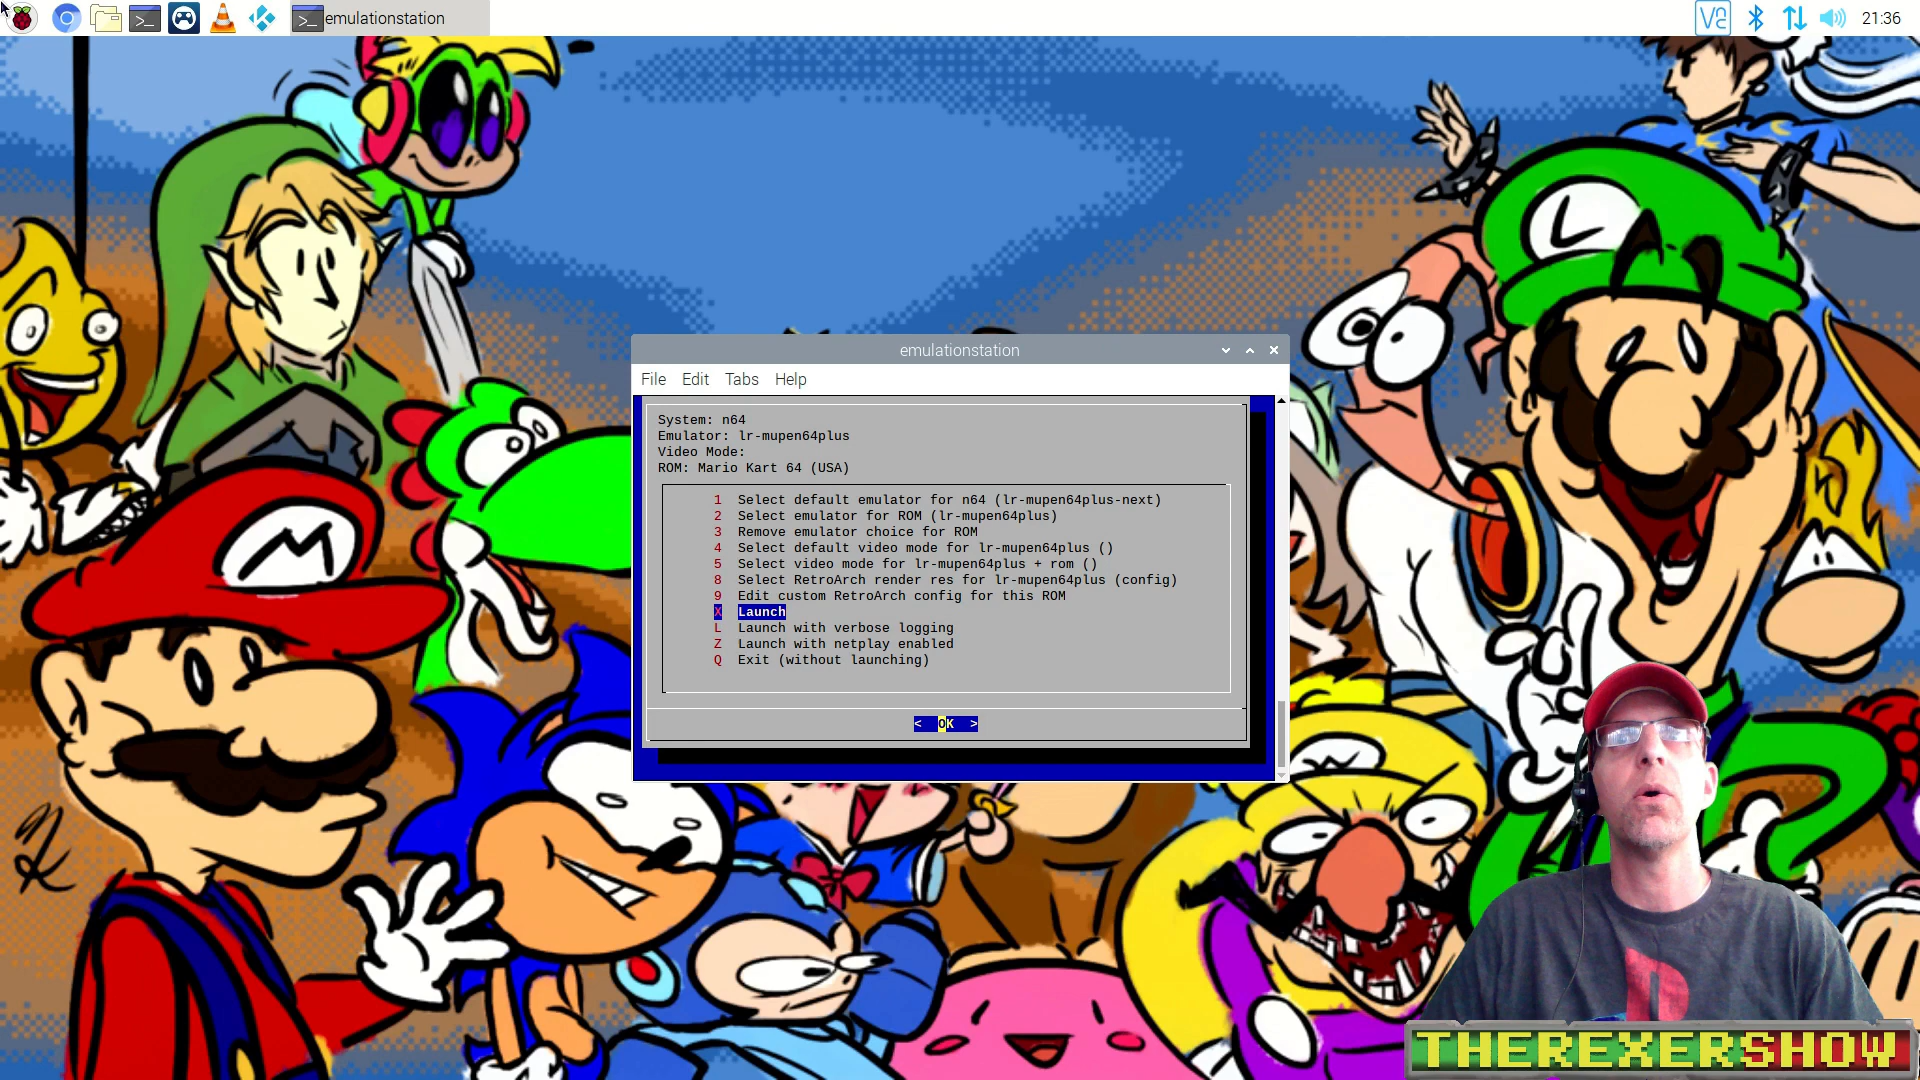 emulationstation
21:36
emulationstation
File Edit Tabs Help
System: n64
Emulator: lr-mupen64plus
Video Mode:
ROM: Mario Kart 64 (USA)
1 Select default emulator for n64 (lr-mupen64plus-next)
2 Select emulator for ROM (lr-mupen64plus)
3 Remove emulator choice for ROM
4 Select default video mode for lr-mupen64plus ()
5 Select video mode for lr-mupen64plus + rom ()
8 Select RetroArch render res for lr-mupen64plus (config)
9 Edit custom RetroArch config for this ROM
X Launch
L Launch with verbose logging
Z Launch with netplay enabled
Q Exit (without launching)
< OK >
M
L
THEREXERSHOW